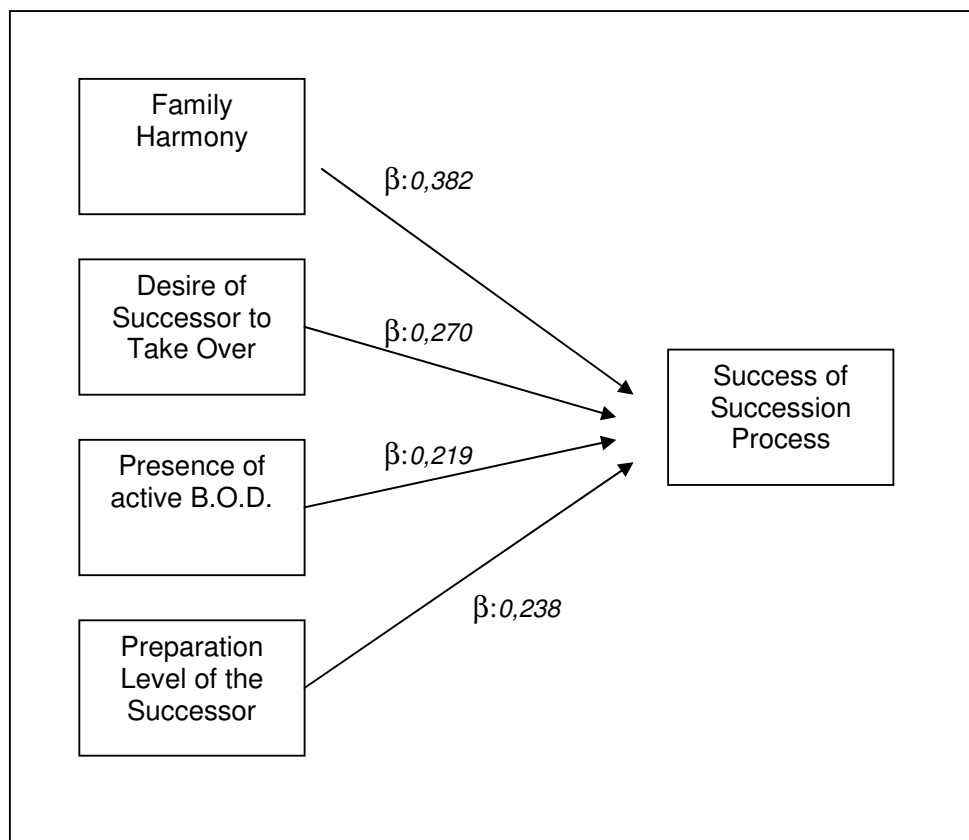 Family
Harmony
β:0,382
Desire of
Successor to
Take Over
β:0,270
Success of
Succession
Process
Presence of
active B.O.D.
β:0,219
Preparation
Level of the
Successor
β:0,238